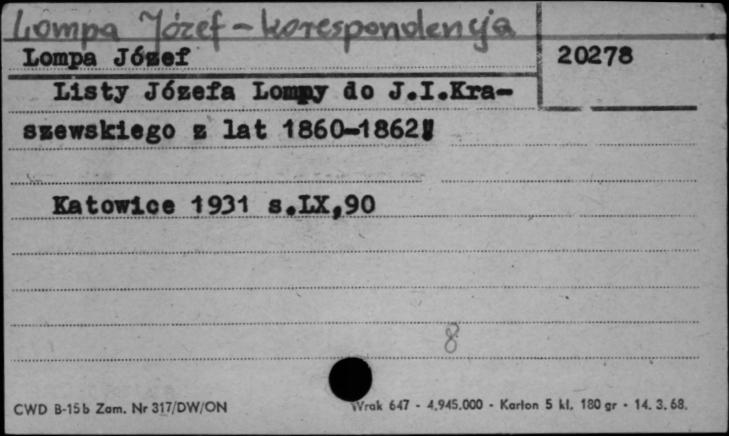 Lompa Józef - korespondencja
Lompa Józef 20278
Listy Józefa Lompy do J.I.Kra-
szewskiego z lat 1860-1862
Katowice 1931 s.LX,90
8
CWD B-15b Zam. Nr 317/DW/ON Wrak 647 - 4.945.000 - Karton 5 kl. 180 gr - 14. 3. 68.